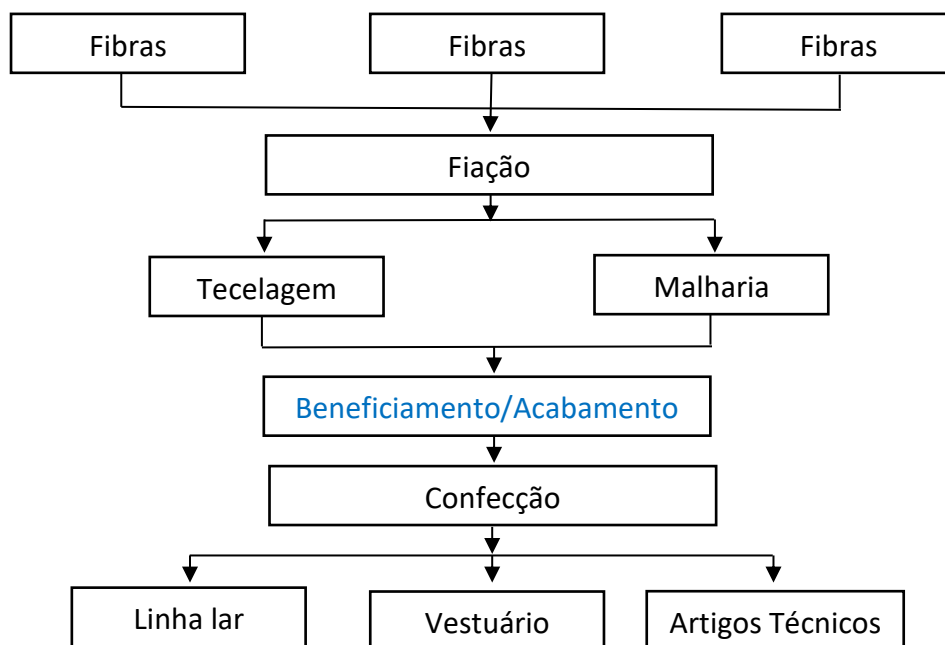 Fibras
Fibras
Fibras
Fiação
Tecelagem
Malharia
Beneficiamento/Acabamento
Confecção
Linha lar
Vestuário
Artigos Técnicos